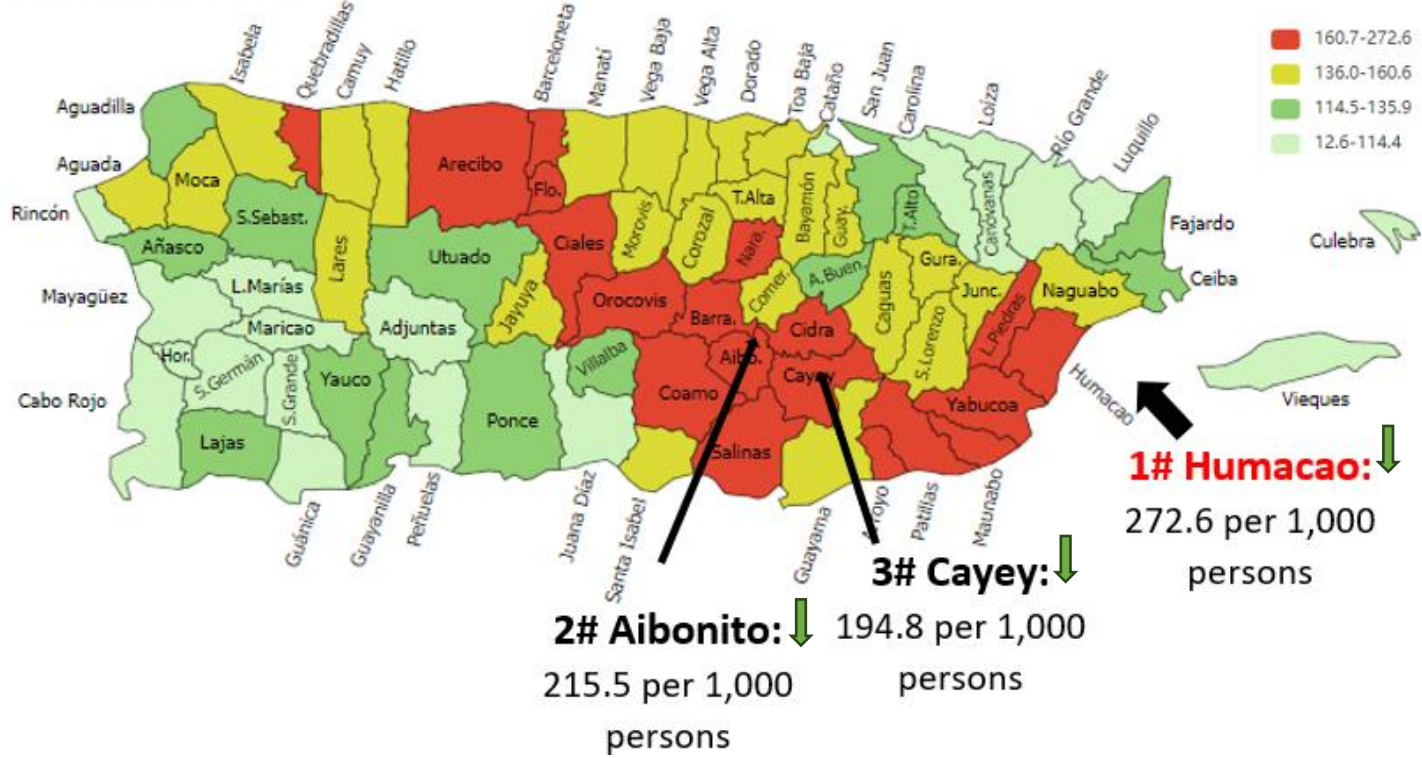 Isabela
Quebradillas
Camuy
Hatillo
Barceloneta
Manatí
Vega Baja
Vega Alta
Dorado
Toa Baja
Cataño
San Juan
Carolina
Loíza
Río Grande
Luquillo
160.7-272.6
136.0-160.6
114.5-135.9
12.6-114.4
Aguadilla
Aguada
Moca
Rincón
S.Sebast.
Añasco
Lares
Utuado
Arecibo
Flo.
Ciales
Morovis
Corozal
T.Alta
Nara.
Bayamón
Guay.
T.Alto
Canóvanas
Fajardo
Culebra
Ceiba
Mayagüez
L.Marías
Maricao
Adjuntas
Jayuya
Orocovis
Barra.
Comer.
A.Buen.
Caguas
Gura.
Junc.
Naguabo
L.Piedras
S.Lorenzo
Cidra
Hor.
S.Germán
S.Grande
Yauco
Villalba
Aibo.
Cayey
Coamo
Cabo Rojo
Lajas
Ponce
Salinas
Yabucoa
Humacao
Vieques
Guánica
Guayanilla
Peñuelas
Juana Díaz
Santa Isabel
Guayama
Arroyo
Patillas
Maunabo
1# Humacao:
272.6 per 1,000
persons
3# Cayey:
194.8 per 1,000
persons
2# Aibonito:
215.5 per 1,000
persons